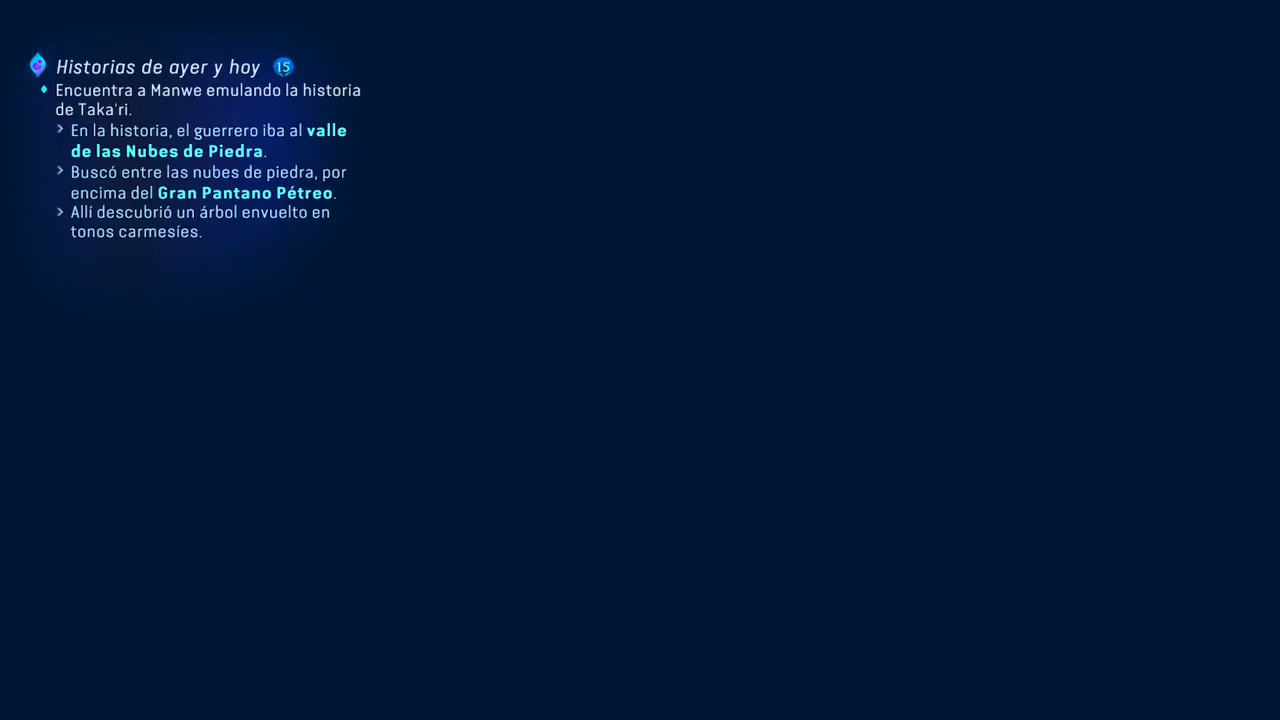 Historias de ayer y hoy 15
Encuentra a Manwe emulando la historia
de Taka'ri.
En la historia, el guerrero iba al valle
de las Nubes de Piedra.
Buscó entre las nubes de piedra, por
encima del Gran Pantano Pétreo.
Allí descubrió un árbol envuelto en
tonos carmesíes.